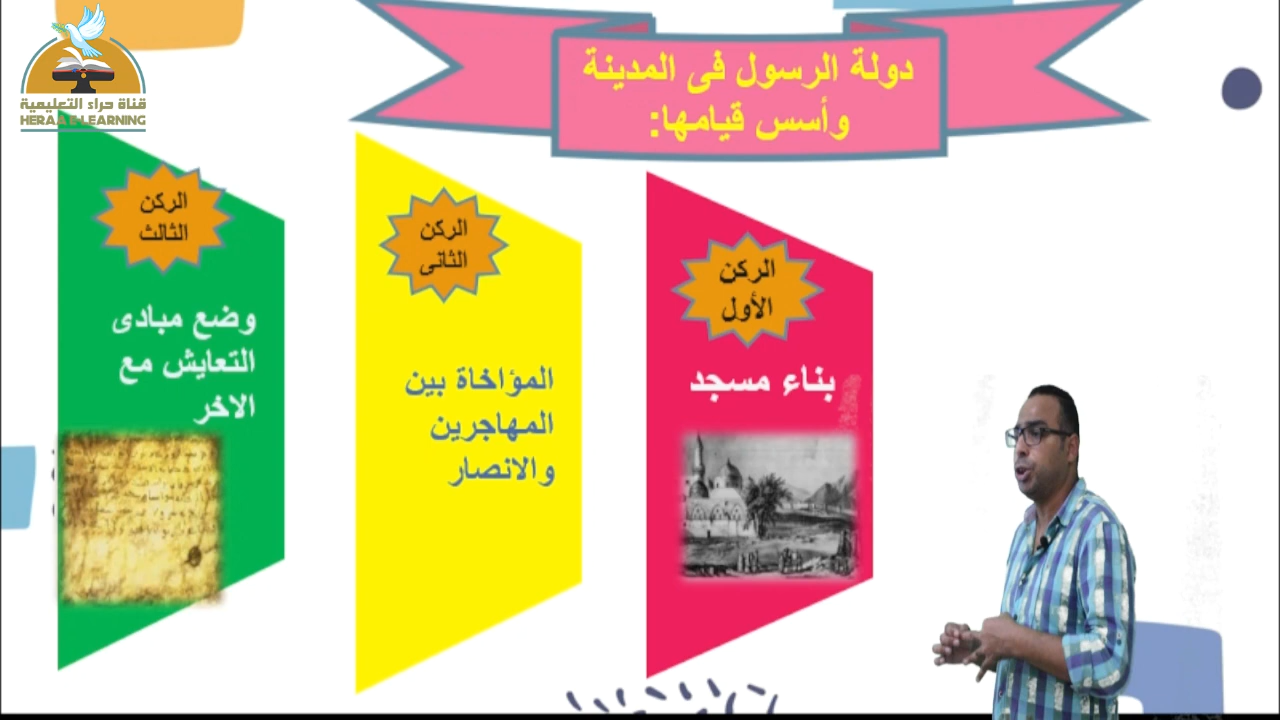 قناة حراء التعليمية
HERAA E-LEARNING
دولة الرسول فى المدينة
وأسس قيامها:
الركن
الأول
بناء مسجد
الركن
الثانى
المؤاخاة بين
المهاجرين
والانصار
الركن
الثالث
وضع مبادى
التعايش مع
الاخر